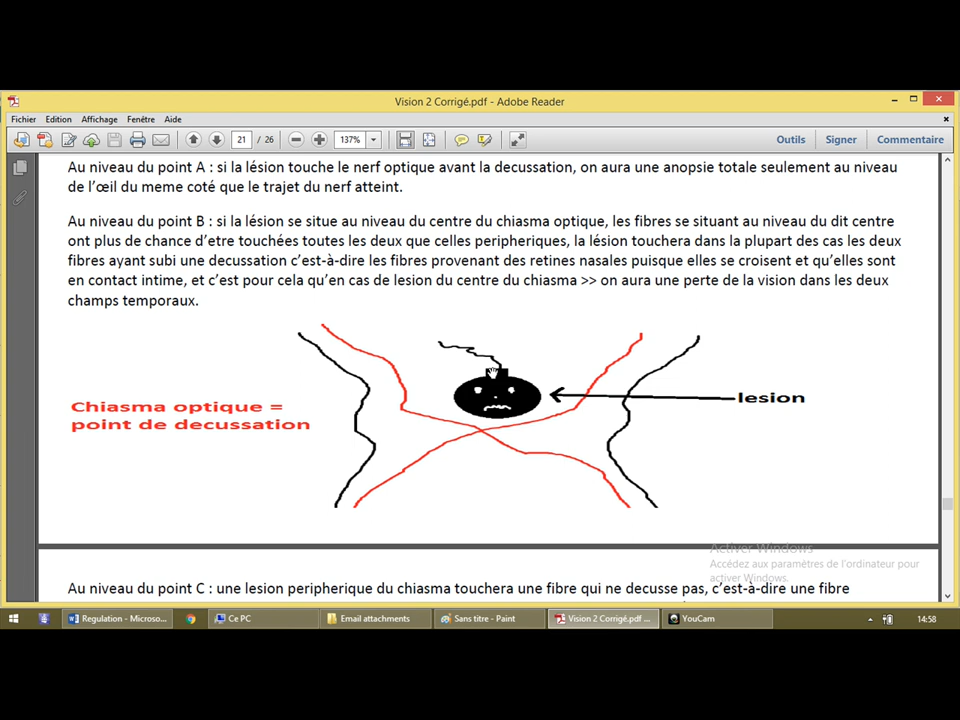 Vision 2 Corrigé.pdf - Adobe Reader
Fichier Edition Affichage Fenêtre Aide
21 / 26 137% Outils Signer Commentaire
Au niveau du point A : si la lésion touche le nerf optique avant la decussation, on aura une anopsie totale seulement au niveau
de l'œil du meme coté que le trajet du nerf atteint.
Au niveau du point B : si la lésion se situe au niveau du centre du chiasma optique, les fibres se situant au niveau du dit centre
ont plus de chance d'etre touchées toutes les deux que celles peripheriques, la lésion touchera dans la plupart des cas les deux
fibres ayant subi une decussation c'est-à-dire les fibres provenant des retines nasales puisque elles se croisent et qu'elles sont
en contact intime, et c'est pour cela qu'en cas de lesion du centre du chiasma >> on aura une perte de la vision dans les deux
champs temporaux.
Chiasma optique =
point de decussation
lesion
Activer Windows
Accédez aux paramètres de l'ordinateur pour
activer Windows.
Au niveau du point C : une lesion peripherique du chiasma touchera une fibre qui ne decusse pas, c'est-à-dire une fibre
Regulation - Microso... Ce PC Email attachments Sans titre - Paint Vision 2 Corrigé.pdf ... YouCam 14:58